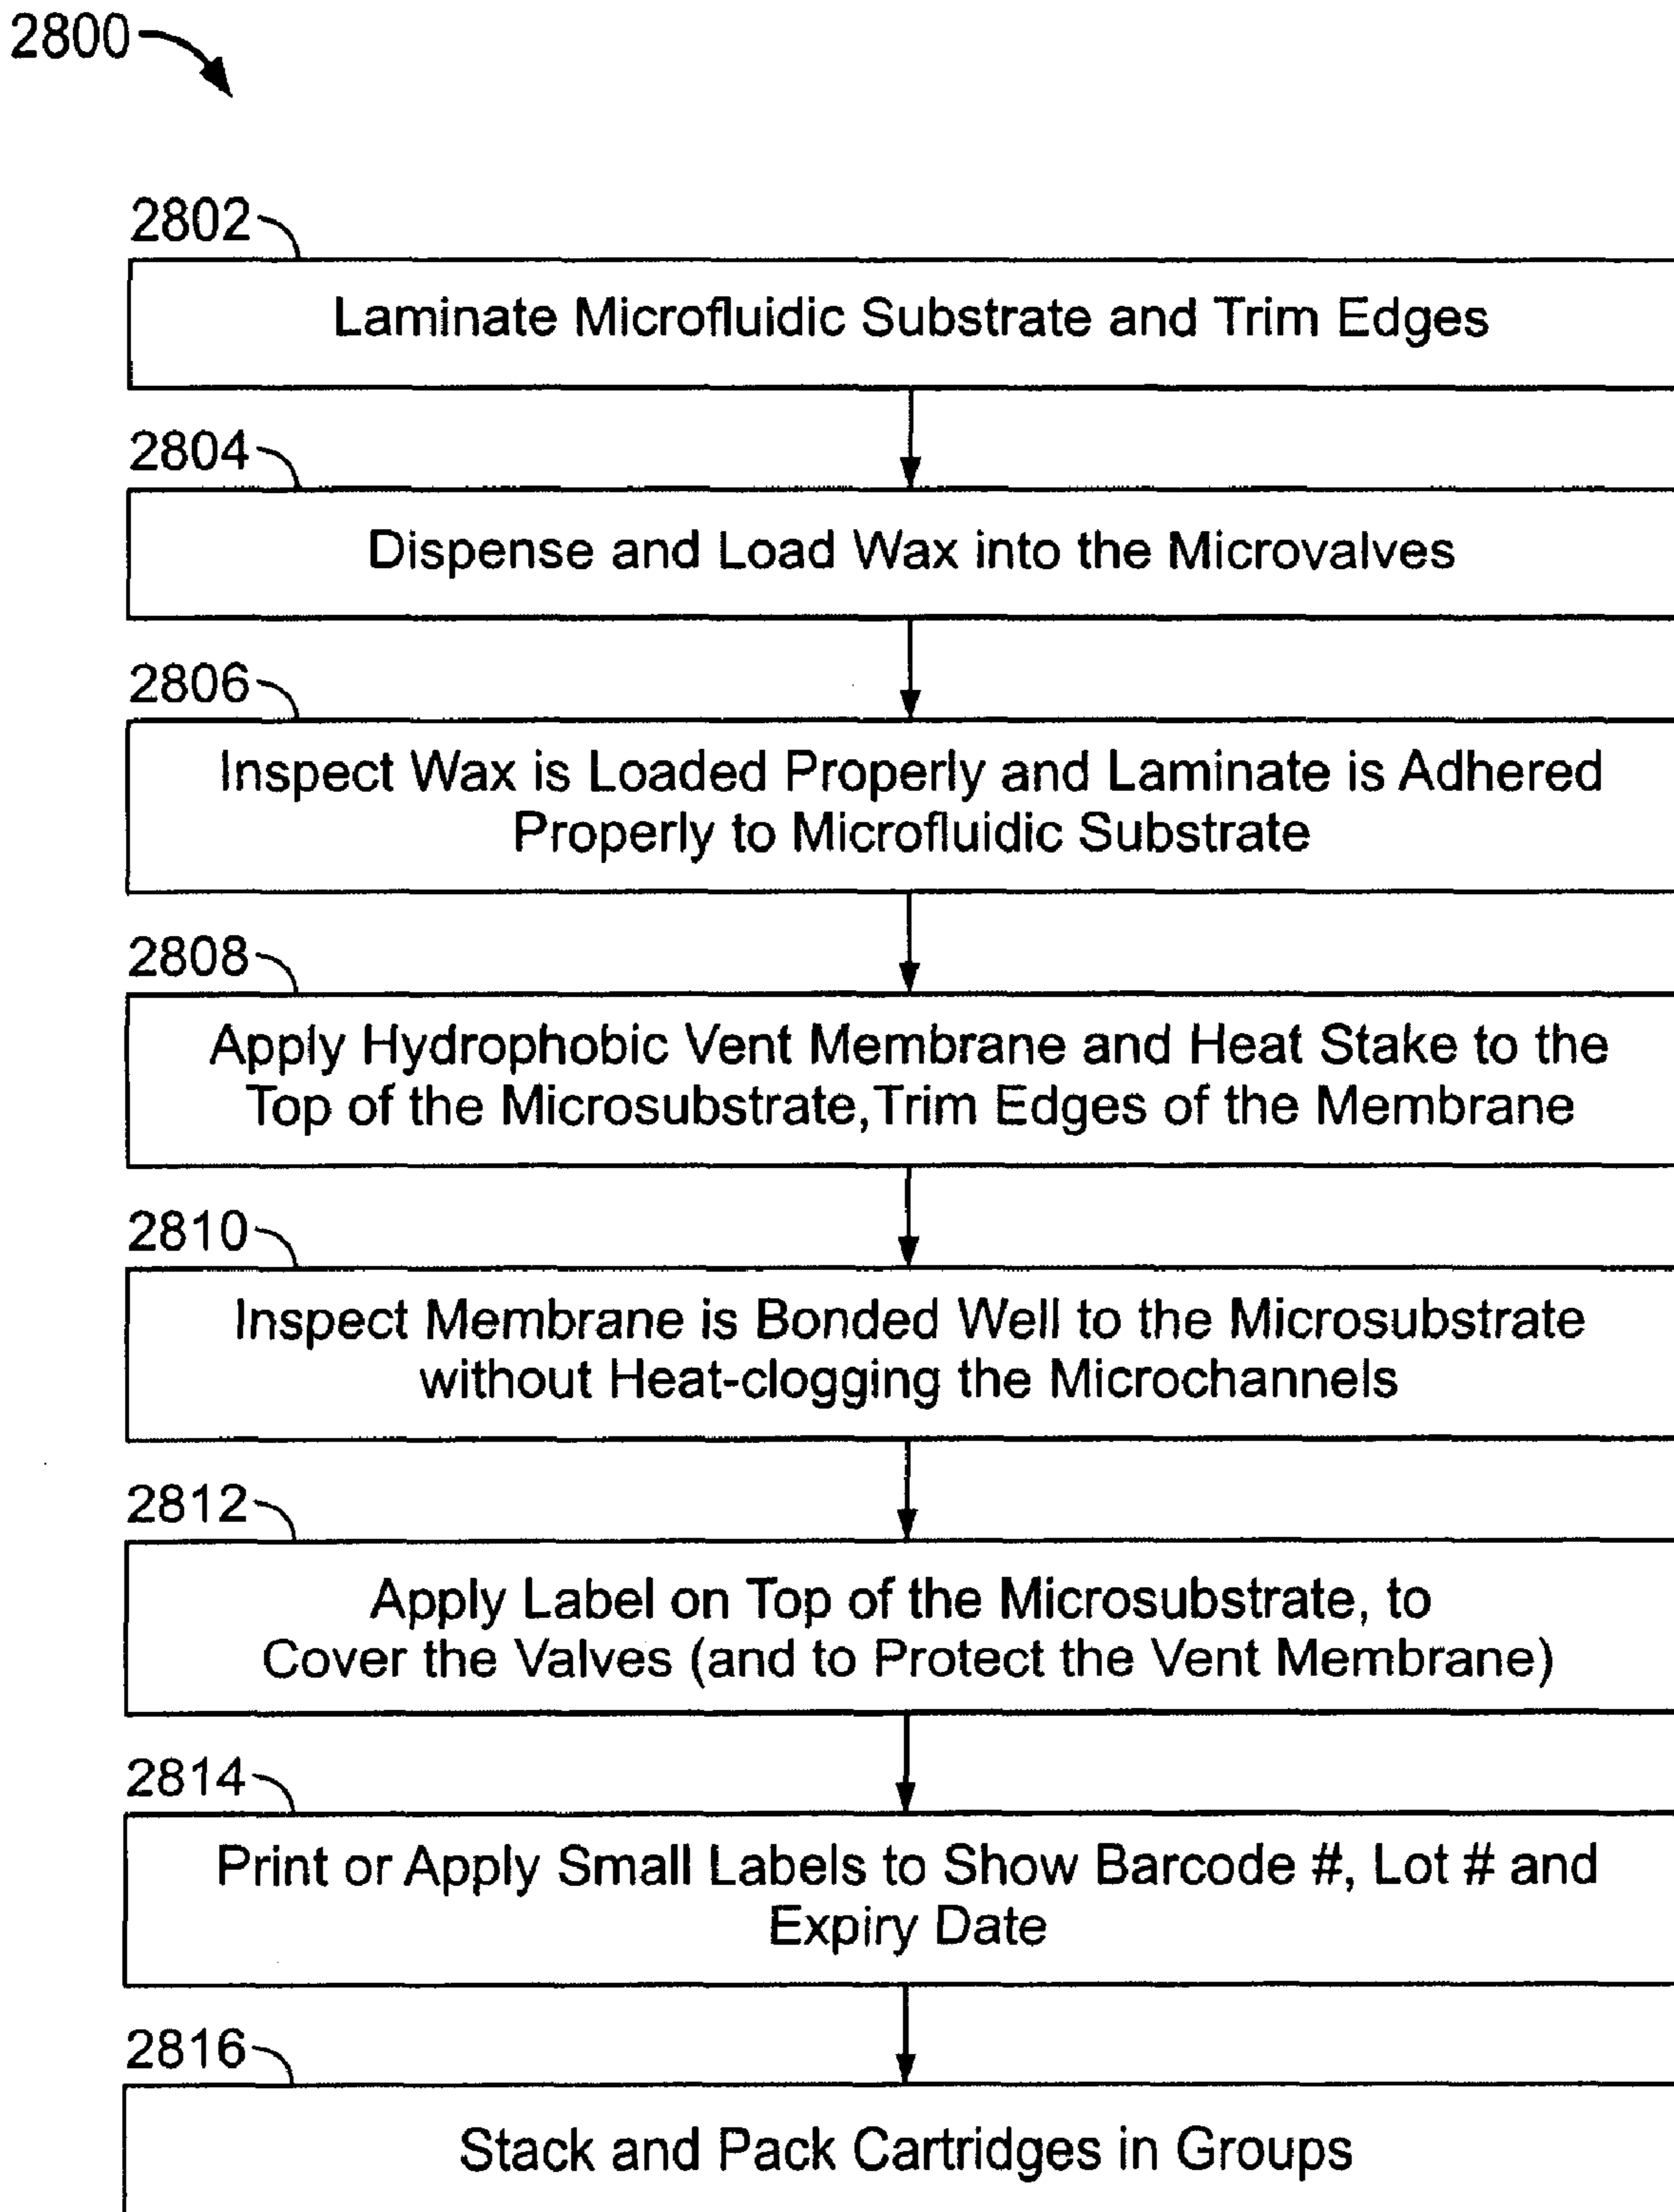 2800
2802
Laminate Microfluidic Substrate and Trim Edges
2804
Dispense and Load Wax into the Microvalves
2806
Inspect Wax is Loaded Properly and Laminate is Adhered
Properly to Microfluidic Substrate
2808
Apply Hydrophobic Vent Membrane and Heat Stake to the
Top of the Microsubstrate, Trim Edges of the Membrane
2810
Inspect Membrane is Bonded Well to the Microsubstrate
without Heat-clogging the Microchannels
2812
Apply Label on Top of the Microsubstrate, to
Cover the Valves (and to Protect the Vent Membrane)
2814
Print or Apply Small Labels to Show Barcode #, Lot # and
Expiry Date
2816
Stack and Pack Cartridges in Groups